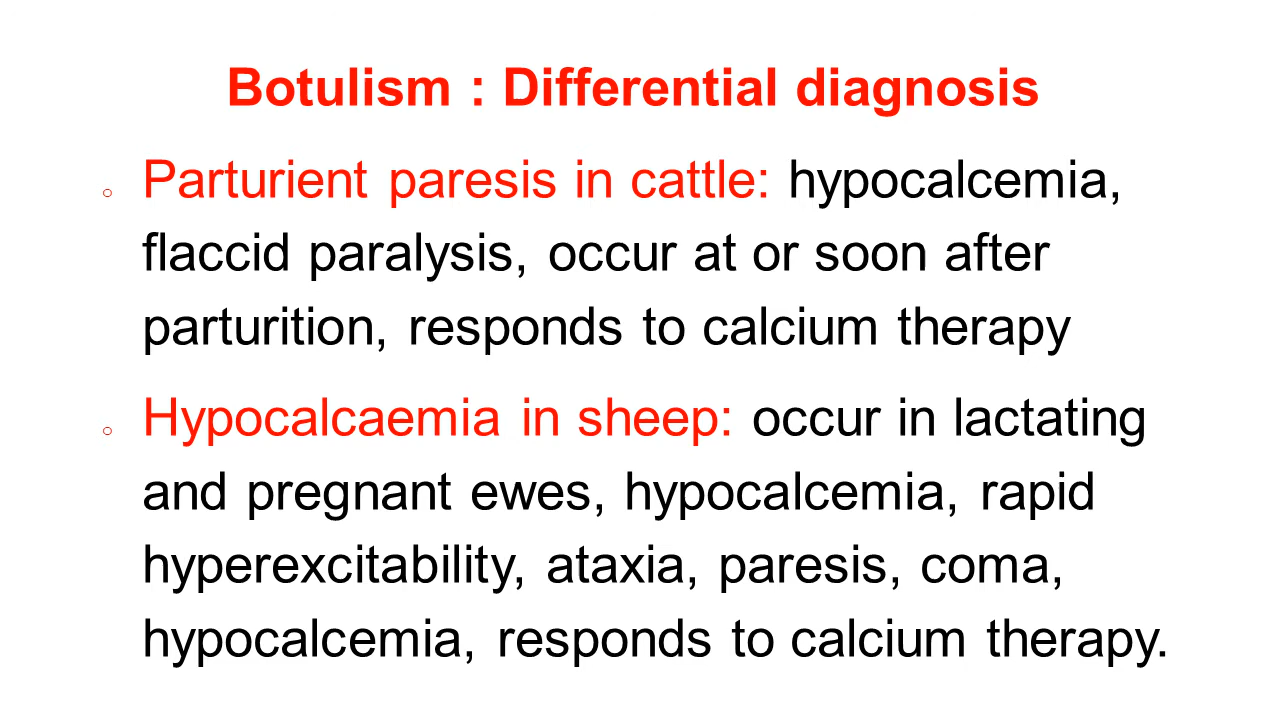 Botulism : Differential diagnosis
o Parturient paresis in cattle: hypocalcemia,
flaccid paralysis, occur at or soon after
parturition, responds to calcium therapy
o Hypocalcaemia in sheep: occur in lactating
and pregnant ewes, hypocalcemia, rapid
hyperexcitability, ataxia, paresis, coma,
hypocalcemia, responds to calcium therapy.